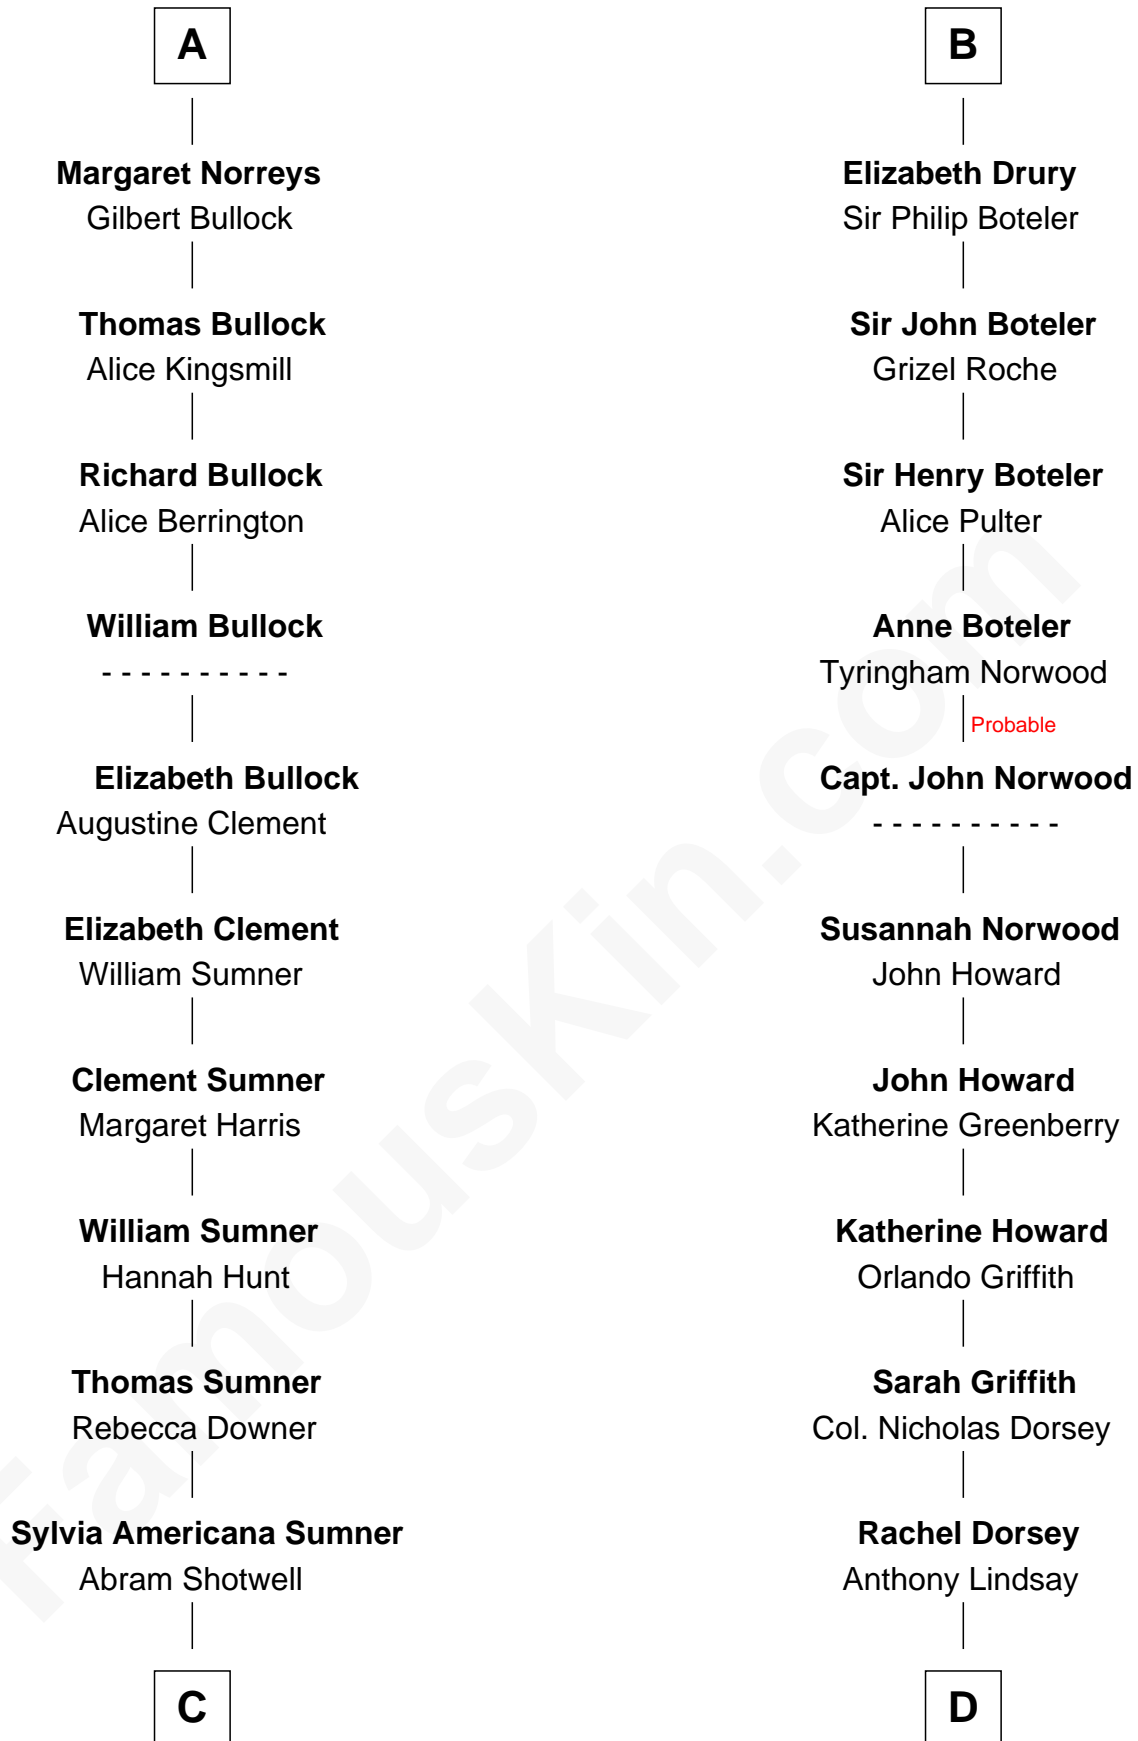 A
Margaret Norreys
Gilbert Bullock
Thomas Bullock
Alice Kingsmill
Richard Bullock
Alice Berrington
William Bullock
- - - - - - - - - -
Elizabeth Bullock
Augustine Clement
Elizabeth Clement
William Sumner
Clement Sumner
Margaret Harris
William Sumner
Hannah Hunt
Thomas Sumner
Rebecca Downer
Sylvia Americana Sumner
Abram Shotwell
C
B
Elizabeth Drury
Sir Philip Boteler
Sir John Boteler
Grizel Roche
Sir Henry Boteler
Alice Pulter
Anne Boteler
Tyringham Norwood
Probable
Capt. John Norwood
- - - - - - - - - -
Susannah Norwood
John Howard
John Howard
Katherine Greenberry
Katherine Howard
Orlando Griffith
Sarah Griffith
Col. Nicholas Dorsey
Rachel Dorsey
Anthony Lindsay
D
FamousKin.com